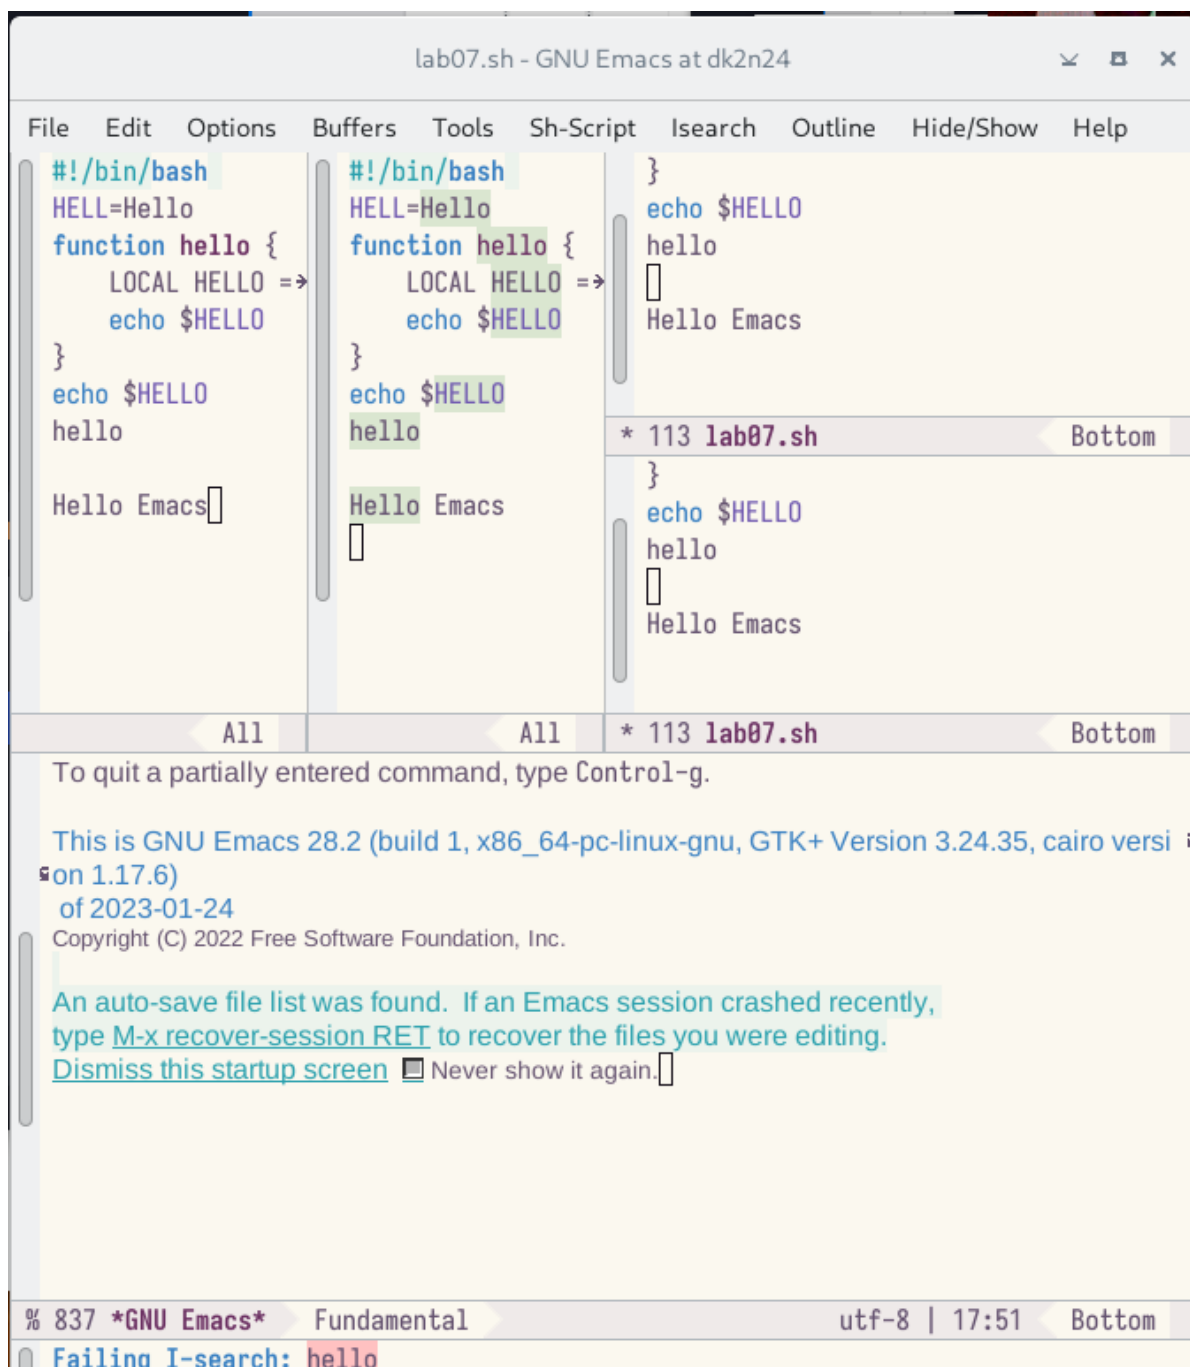 lab07.sh - GNU Emacs at dk2n24
File Edit Options Buffers Tools Sh-Script Isearch Outline Hide/Show Help
#!/bin/bash
HELL=Hello
function hello {
LOCAL HELLO =
echo $HELLO
}
echo $HELLO
hello
Hello Emacs
All
#!/bin/bash
HELL=Hello
function hello {
LOCAL HELLO =
echo $HELLO
}
echo $HELLO
hello
Hello Emacs
All
}
echo $HELLO
hello
Hello Emacs
* 113 lab07.sh Bottom
}
echo $HELLO
hello
Hello Emacs
* 113 lab07.sh Bottom
To quit a partially entered command, type Control-g.
This is GNU Emacs 28.2 (build 1, x86_64-pc-linux-gnu, GTK+ Version 3.24.35, cairo versi
on 1.17.6)
of 2023-01-24
Copyright (C) 2022 Free Software Foundation, Inc.
An auto-save file list was found.  If an Emacs session crashed recently,
type M-x recover-session RET to recover the files you were editing.
Dismiss this startup screen Never show it again.
% 837 *GNU Emacs* Fundamental utf-8 | 17:51 Bottom
Failing I-search: hello